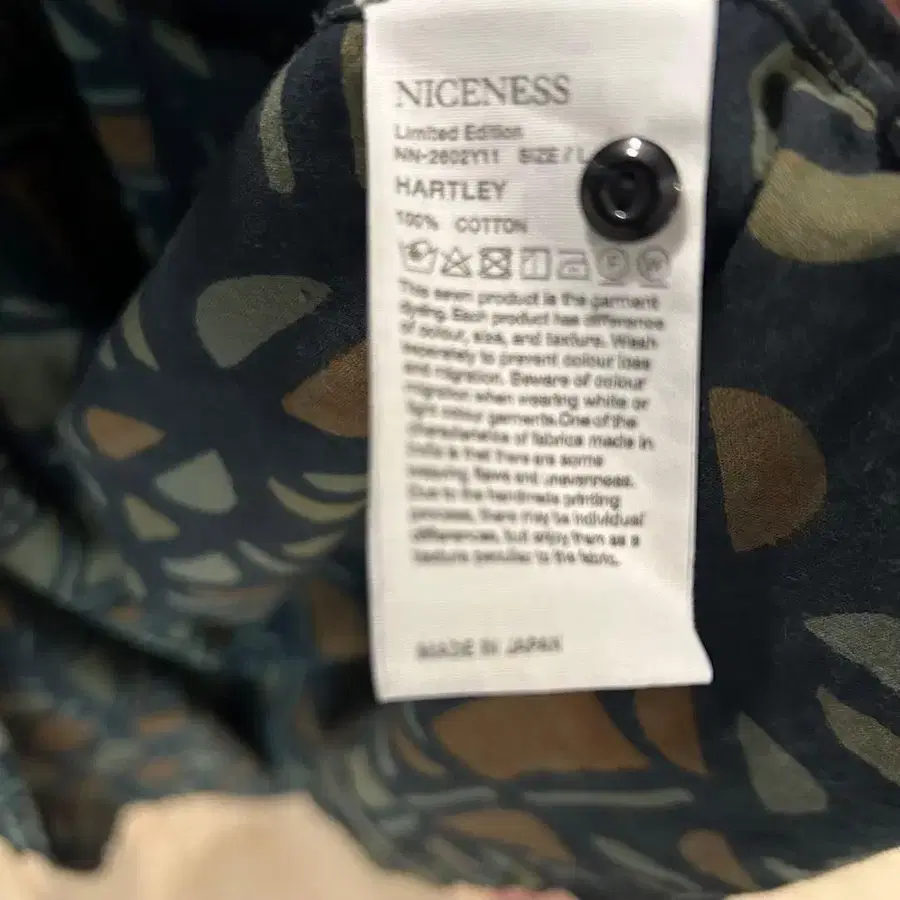 NICENESS
Limited Edition
NN-2602Y11 SIZE / L
HARTLEY
100% COTTON
This sewn product is the garment
dyeing. Each product has difference
of colour, size, and texture. Wash
seperately to prevent colour loss
and migration. Beware of colour
migration when wearing white or
light colour garments. One of the
characteristics of fabrics made in
India is that there are some
weaving flaws and unevenness.
Due to the handmade printing
process, there may be individual
differences, but enjoy them as a
texture peculiar to the fabric.
MADE IN JAPAN